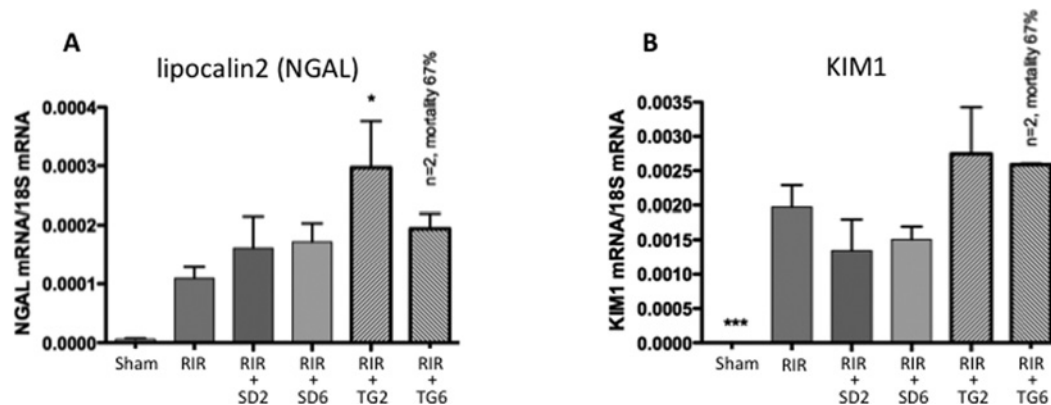 A
lipocalin2 (NGAL)
n=2, mortality 67%
*
NGAL mRNA/18S mRNA
0.0004
0.0003
0.0002
0.0001
0.0000
Sham
RIR
RIR
+
SD2
RIR
+
SD6
RIR
+
TG2
RIR
+
TG6
B
KIM1
n=2, mortality 67%
KIM1 mRNA/18S mRNA
0.0035
0.0030
0.0025
0.0020
0.0015
0.0010
0.0005
0.0000
***
Sham
RIR
RIR
+
SD2
RIR
+
SD6
RIR
+
TG2
RIR
+
TG6